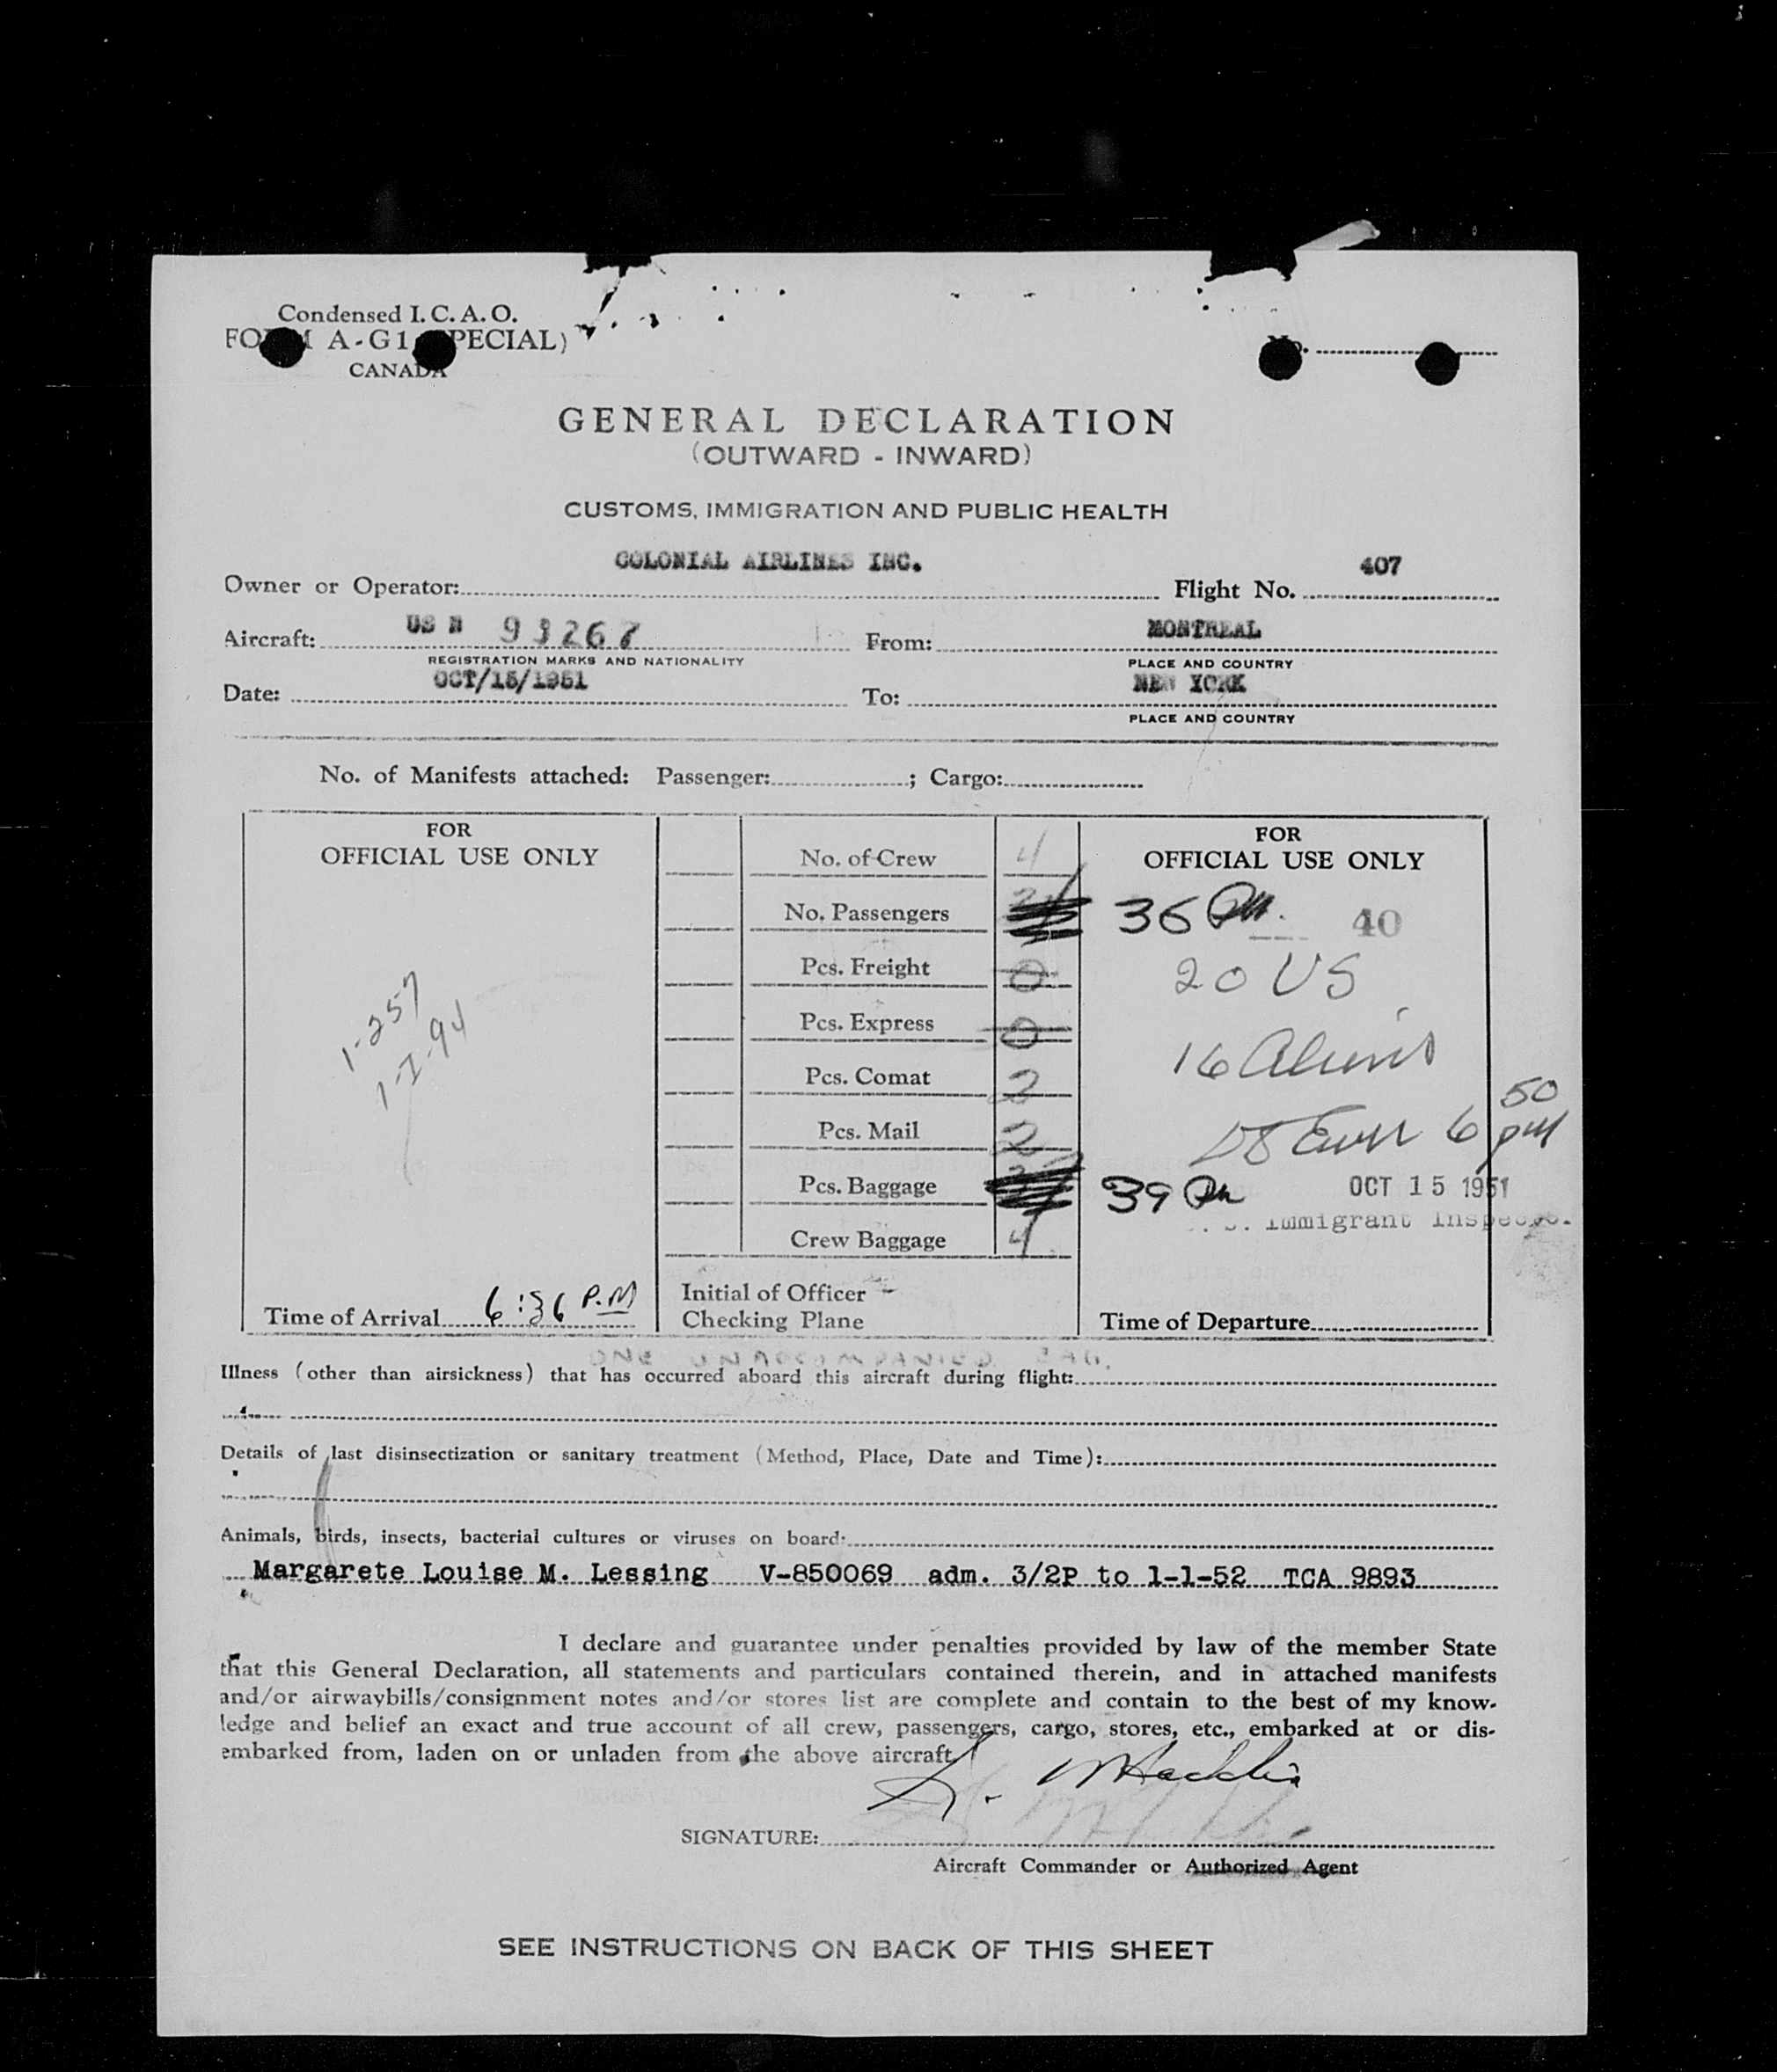 Condensed I. C. A. O.
FORM A-G1 (SPECIAL)
CANADA
No.
GENERAL DECLARATION
(OUTWARD - INWARD)
CUSTOMS, IMMIGRATION AND PUBLIC HEALTH
Owner or Operator: COLONIAL AIRLINES INC. Flight No. 407
Aircraft: US N 93267 From: MONTREAL
REGISTRATION MARKS AND NATIONALITY PLACE AND COUNTRY
Date: OCT/15/1951 To: NEW YORK
PLACE AND COUNTRY
No. of Manifests attached: Passenger: ; Cargo:
FOR
OFFICIAL USE ONLY
1-257
1-I-94
Time of Arrival 6:36 P.M
No. of Crew 4
No. Passengers
Pcs. Freight 0
Pcs. Express 0
Pcs. Comat 2
Pcs. Mail 2
Pcs. Baggage
Crew Baggage 4
Initial of Officer
Checking Plane
FOR
OFFICIAL USE ONLY
36 40
20 US
16 Aliens
6 50 pm
39 OCT 15 1951
Immigrant Inspector
Time of Departure
ONE UNACCOMPANIED BAG.
Illness (other than airsickness) that has occurred aboard this aircraft during flight:
Details of last disinsectization or sanitary treatment (Method, Place, Date and Time):
Animals, birds, insects, bacterial cultures or viruses on board:
Margarete Louise M. Lessing V-850069 adm. 3/2P to 1-1-52 TCA 9893
I declare and guarantee under penalties provided by law of the member State
that this General Declaration, all statements and particulars contained therein, and in attached manifests
and/or airwaybills/consignment notes and/or stores list are complete and contain to the best of my know-
ledge and belief an exact and true account of all crew, passengers, cargo, stores, etc., embarked at or dis-
embarked from, laden on or unladen from the above aircraft.
SIGNATURE:
Aircraft Commander or Authorized Agent
SEE INSTRUCTIONS ON BACK OF THIS SHEET